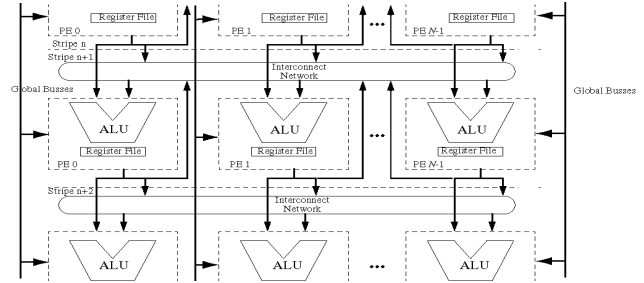 Register File Register File Register File
PE 0 PE 1 PE N-1
...
Stripe n
Stripe n+1
Interconnect
Network
Global Busses Global Busses
ALU ALU ... ALU
Register File Register File Register File
PE 0 PE 1 PE N-1
Stripe n+2
Interconnect
Network
ALU ALU ... ALU